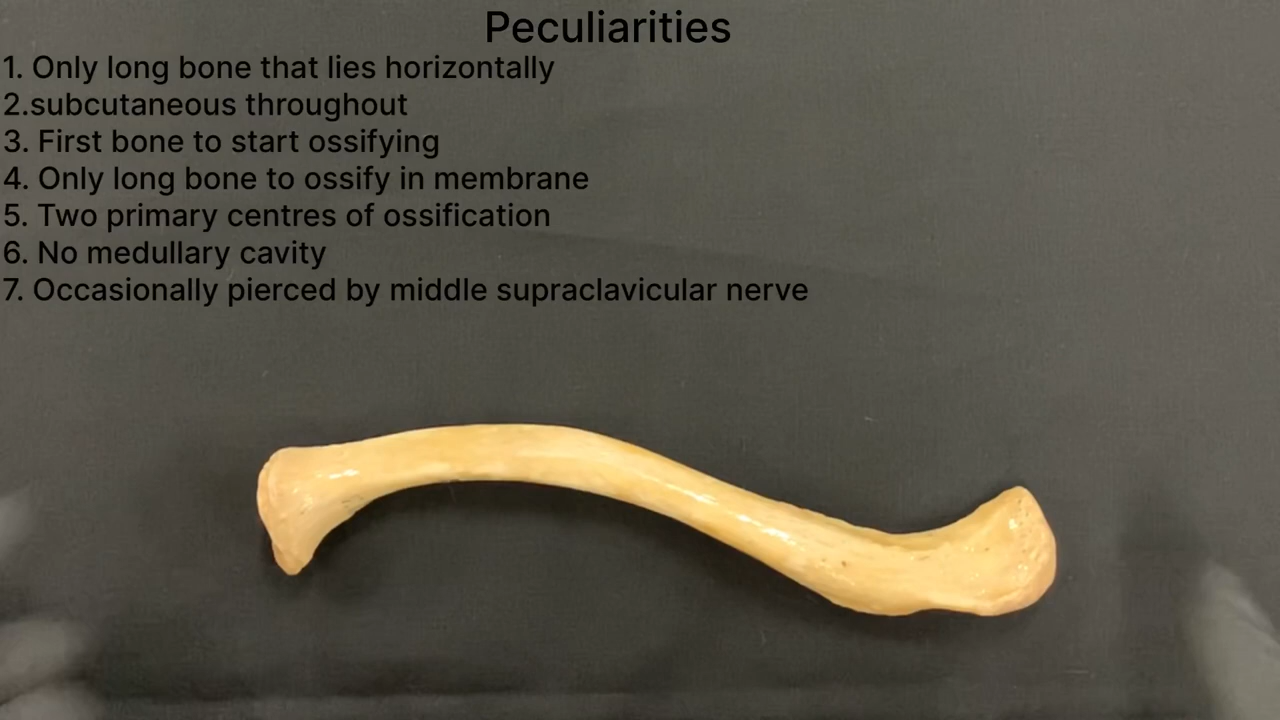 Peculiarities
1. Only long bone that lies horizontally
2.subcutaneous throughout
3. First bone to start ossifying
4. Only long bone to ossify in membrane
5. Two primary centres of ossification
6. No medullary cavity
7. Occasionally pierced by middle supraclavicular nerve